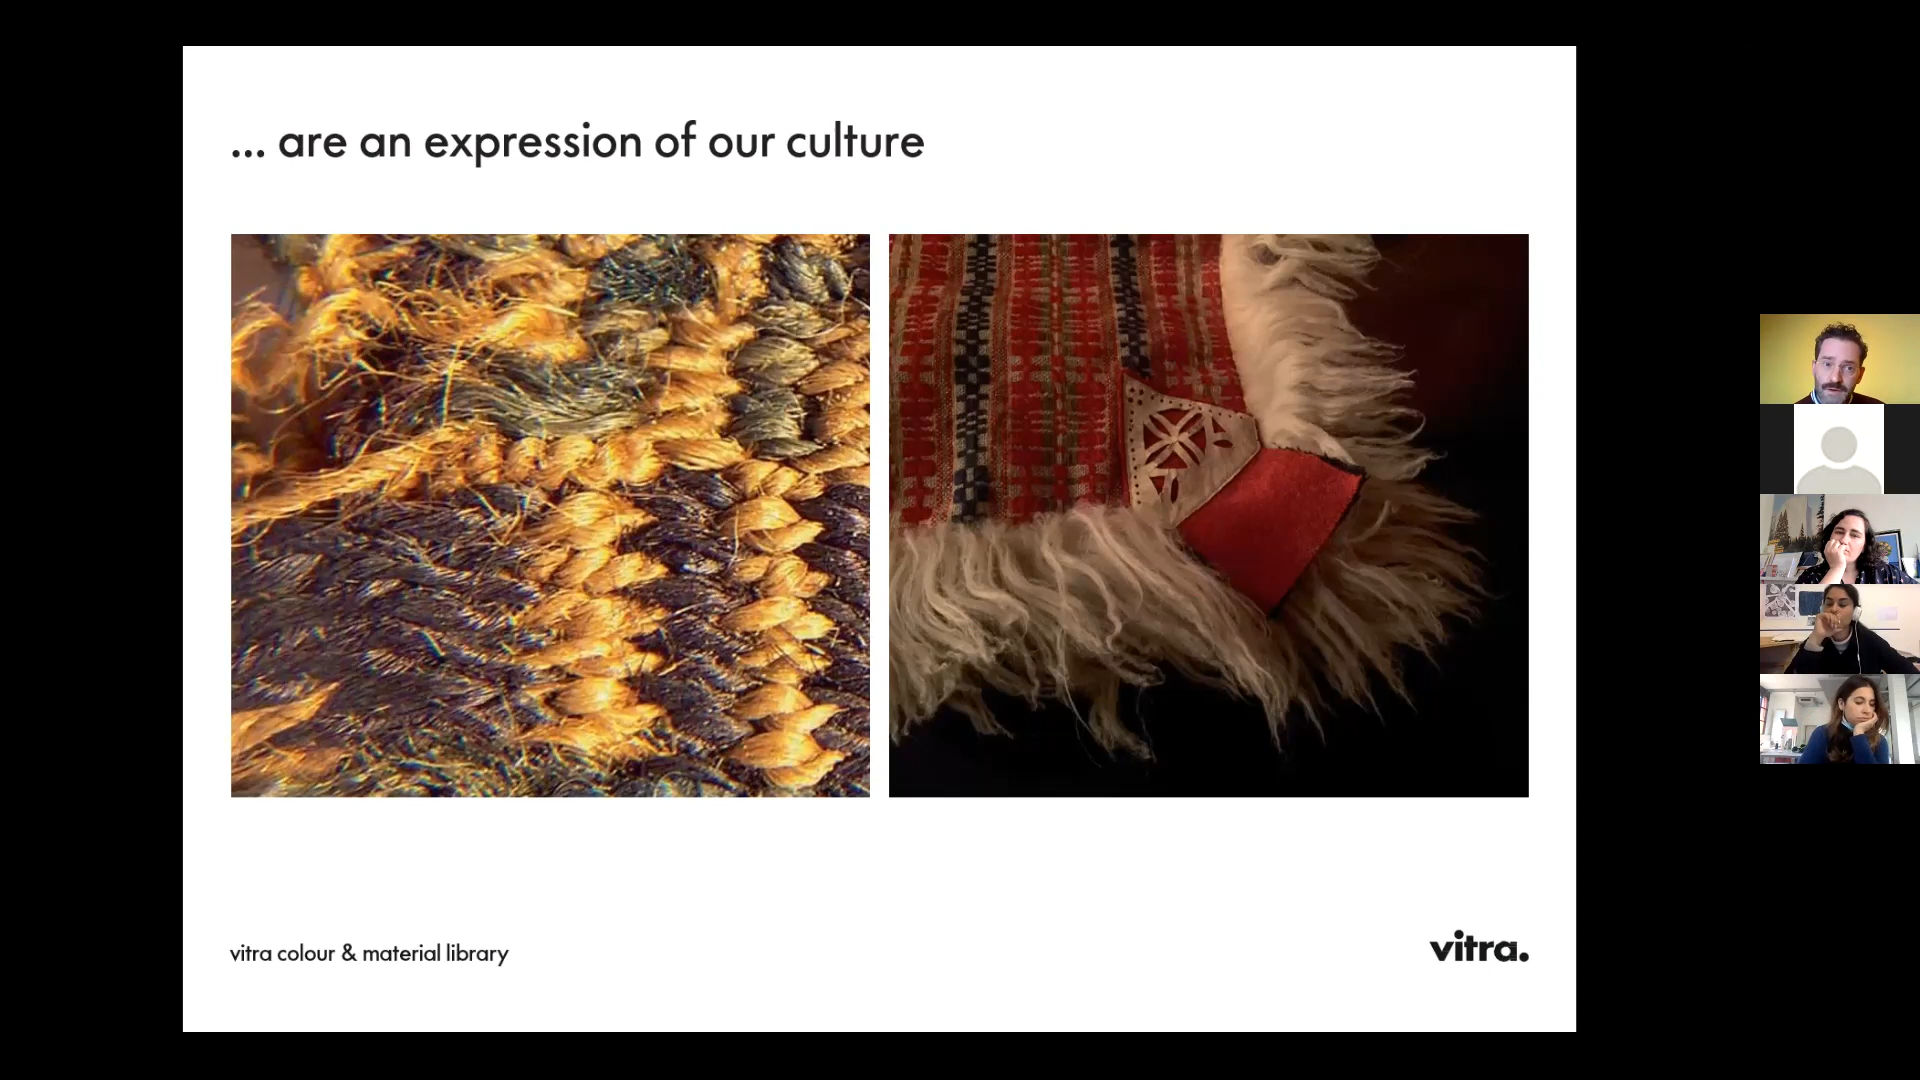 ... are an expression of our culture
vitra colour & material library
vitra.